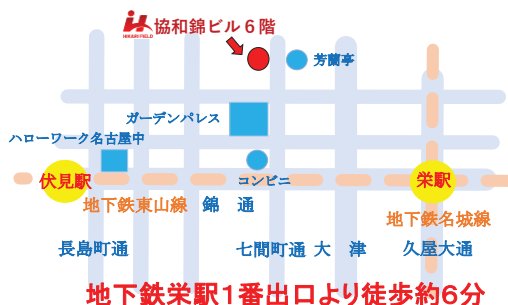 協和錦ビル６階
HIKARI FIELD
芳蘭亭
ガーデンパレス
ハローワーク名古屋中
コンビニ
伏見駅
栄駅
地下鉄東山線
錦　通
地下鉄名城線
長島町通
七間町通
大　津
久屋大通
地下鉄栄駅１番出口より徒歩約６分